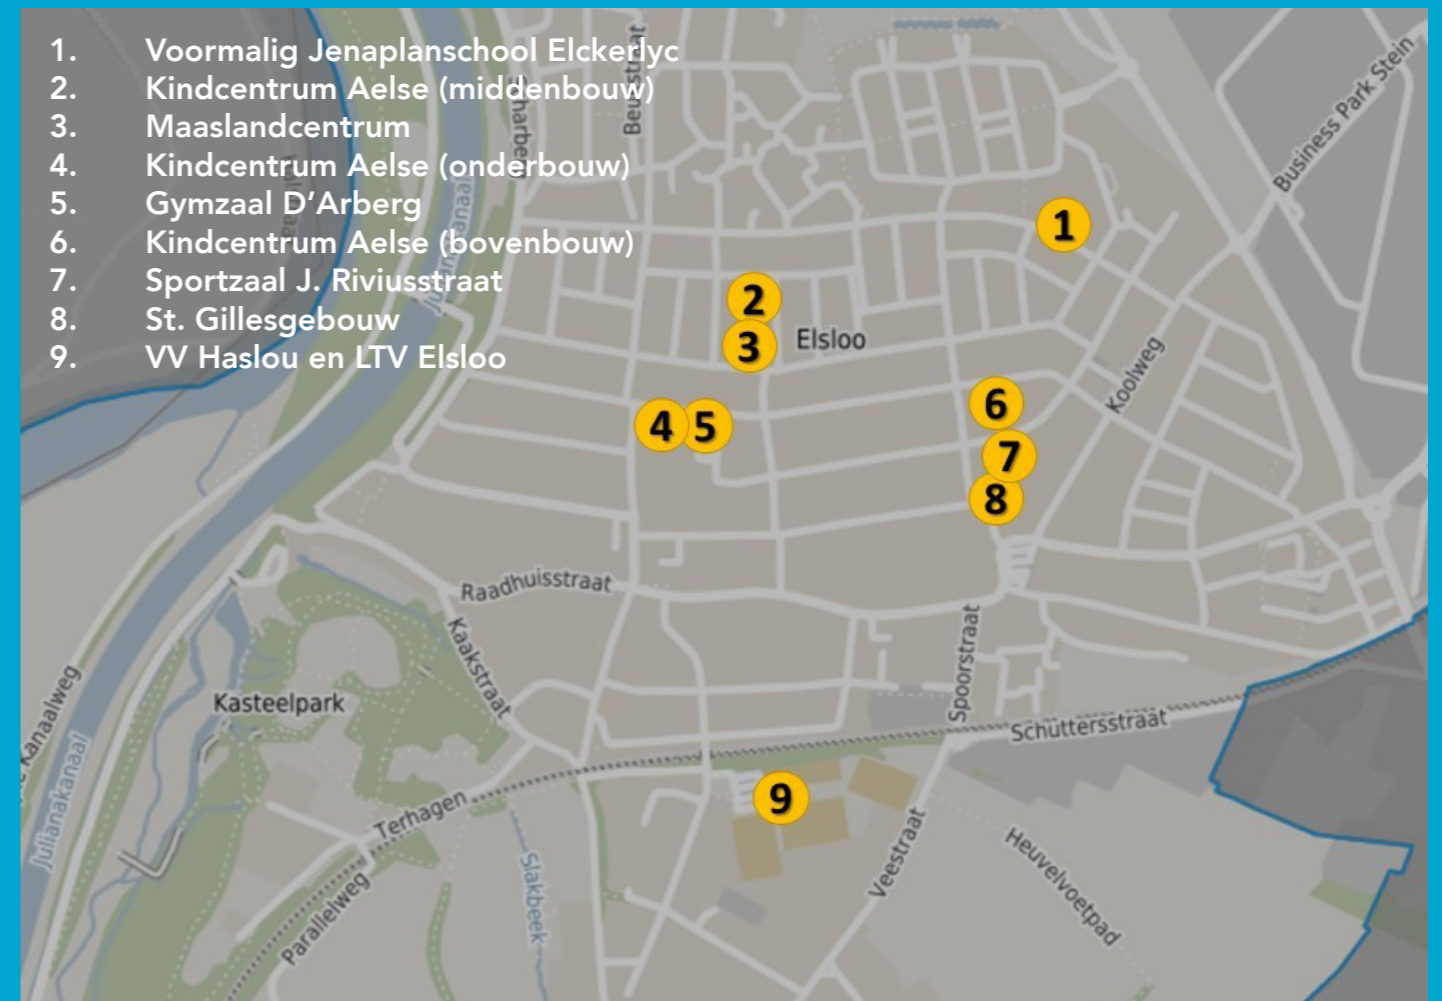 1. Voormalig Jenaplanschool Elckerlyc
2. Kindcentrum Aelse (middenbouw)
3. Maaslandcentrum
4. Kindcentrum Aelse (onderbouw)
5. Gymzaal D'Arberg
6. Kindcentrum Aelse (bovenbouw)
7. Sportzaal J. Riviusstraat
8. St. Gillesgebouw
9. VV Haslou en LTV Elsloo
Business Park Stein
1
2
3
Elsloo
Koolweg
4
5
6
7
8
Raadhuisstraat
Kaakstraat
Spoorstraat
Kasteelpark
Schuttersstraat
Kanaalweg
Julianakanaal
Julianakanaal
9
Terhagen
Parallelweg
Slakbeek
Veestraat
Heuvelvoetpad